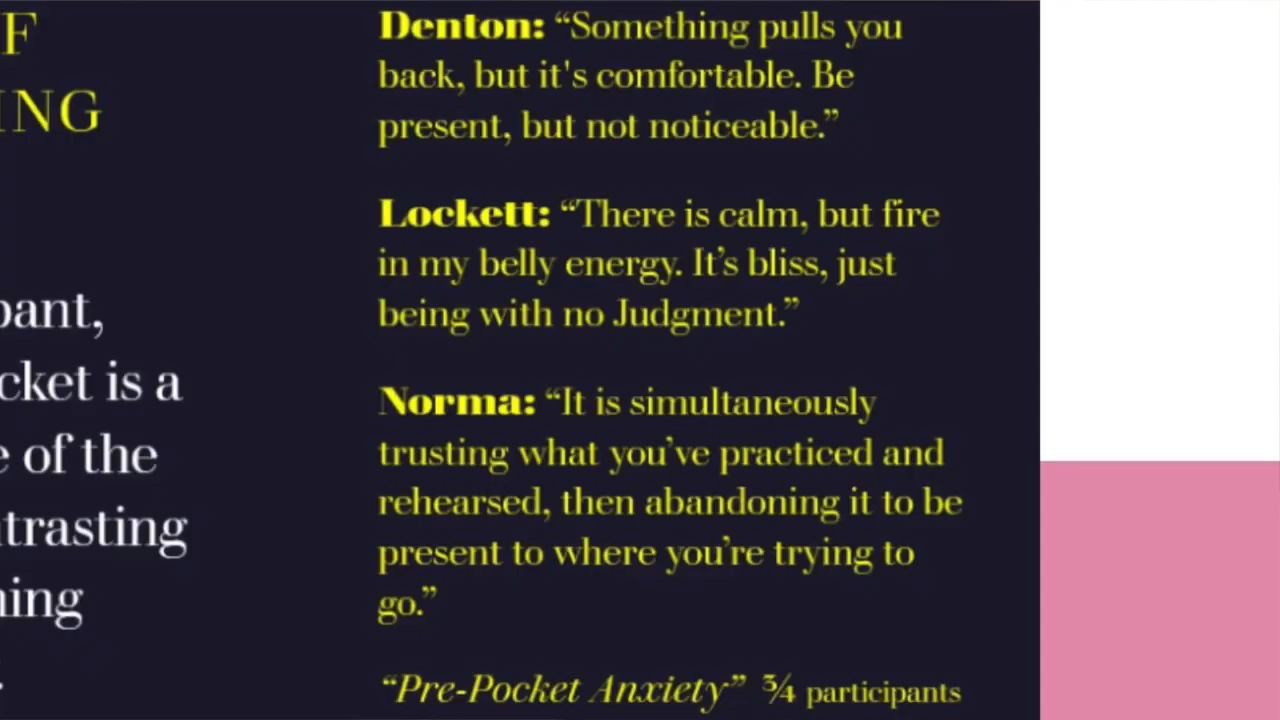 F
ING
pant,
cket is a
e of the
ntrasting
ning
.
Denton: “Something pulls you
back, but it's comfortable. Be
present, but not noticeable.”
Lockett: “There is calm, but fire
in my belly energy. It’s bliss, just
being with no Judgment.”
Norma: “It is simultaneously
trusting what you’ve practiced and
rehearsed, then abandoning it to be
present to where you’re trying to
go.”
“Pre-Pocket Anxiety” ¾ participants